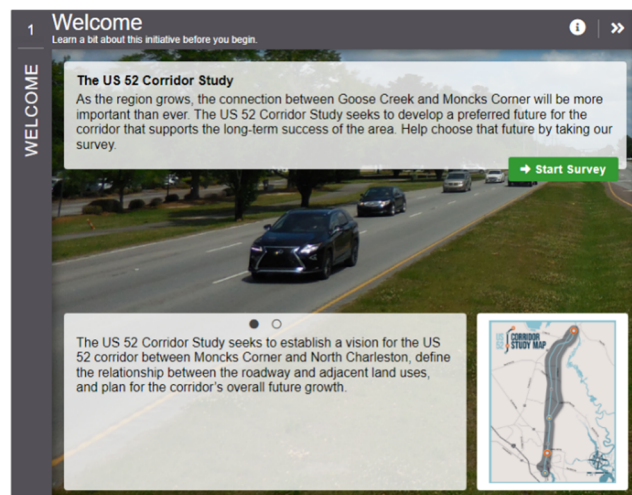 1
Welcome
Learn a bit about this initiative before you begin.
WELCOME
The US 52 Corridor Study
As the region grows, the connection between Goose Creek and Moncks Corner will be more
important than ever. The US 52 Corridor Study seeks to develop a preferred future for the
corridor that supports the long-term success of the area. Help choose that future by taking our
survey.
Start Survey
The US 52 Corridor Study seeks to establish a vision for the US
52 corridor between Moncks Corner and North Charleston, define
the relationship between the roadway and adjacent land uses,
and plan for the corridor's overall future growth.
US CORRIDOR
52 STUDY MAP